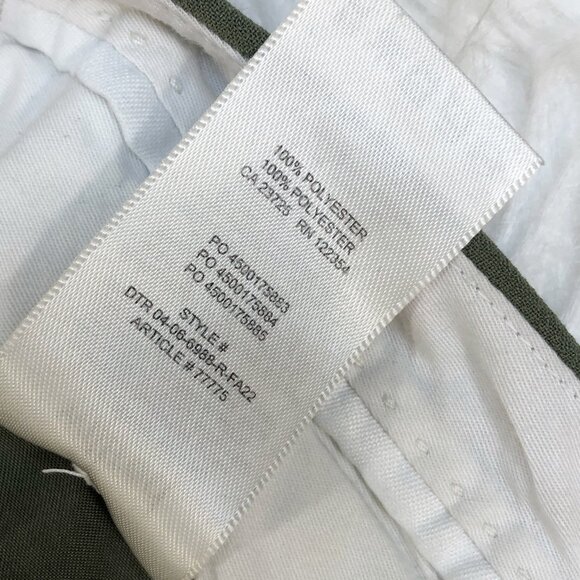 100% POLYESTER
100% POLYESTER
CA 23725 RN 122354
PO 4500175883
PO 4500175884
PO 4500175885
STYLE #
DTR 04-06-6988-R-FA22
ARTICLE # 77775